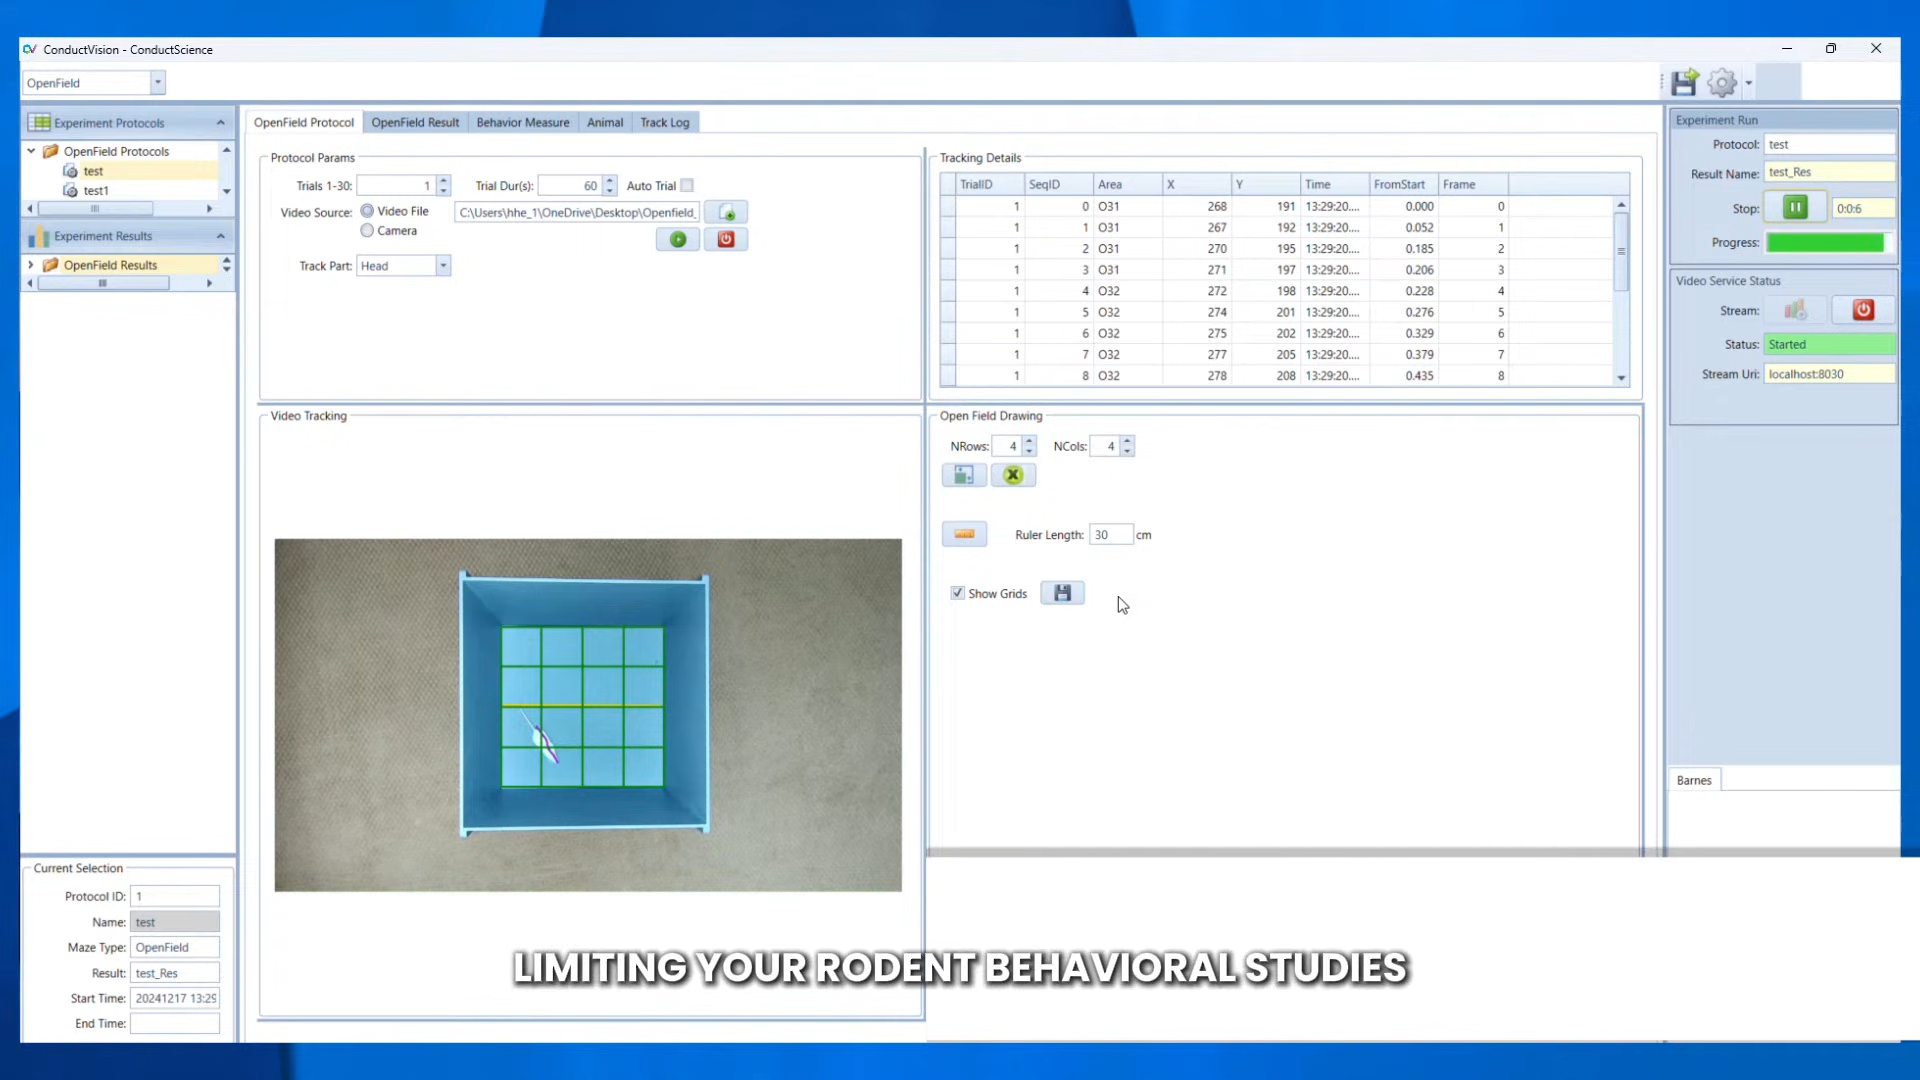 ConductVision - ConductScience
OpenField
Experiment Protocols
OpenField Protocols
test
test1
Experiment Results
OpenField Results
OpenField Protocol OpenField Result Behavior Measure Animal Track Log
Protocol Params
Trials 1-30: 1 Trial Dur(s): 60 Auto Trial
Video Source: Video File C:\Users\hhe_1\OneDrive\Desktop\Openfield_
Camera
Track Part: Head
Tracking Details
TrialID SeqID Area X Y Time FromStart Frame
1 0 O31 268 191 13:29:20.... 0.000 0
1 1 O31 267 192 13:29:20.... 0.052 1
1 2 O31 270 195 13:29:20.... 0.185 2
1 3 O31 271 197 13:29:20.... 0.206 3
1 4 O32 272 198 13:29:20.... 0.228 4
1 5 O32 274 201 13:29:20.... 0.276 5
1 6 O32 275 202 13:29:20.... 0.329 6
1 7 O32 277 205 13:29:20.... 0.379 7
1 8 O32 278 208 13:29:20.... 0.435 8
Experiment Run
Protocol: test
Result Name: test_Res
Stop: 0:0:6
Progress:
Video Service Status
Stream:
Status: Started
Stream Uri: localhost:8030
Video Tracking
Open Field Drawing
NRows: 4 NCols: 4
Ruler Length: 30 cm
Show Grids
Barnes
Current Selection
Protocol ID: 1
Name: test
Maze Type: OpenField
Result: test_Res
Start Time: 20241217 13:29
End Time:
LIMITING YOUR RODENT BEHAVIORAL STUDIES